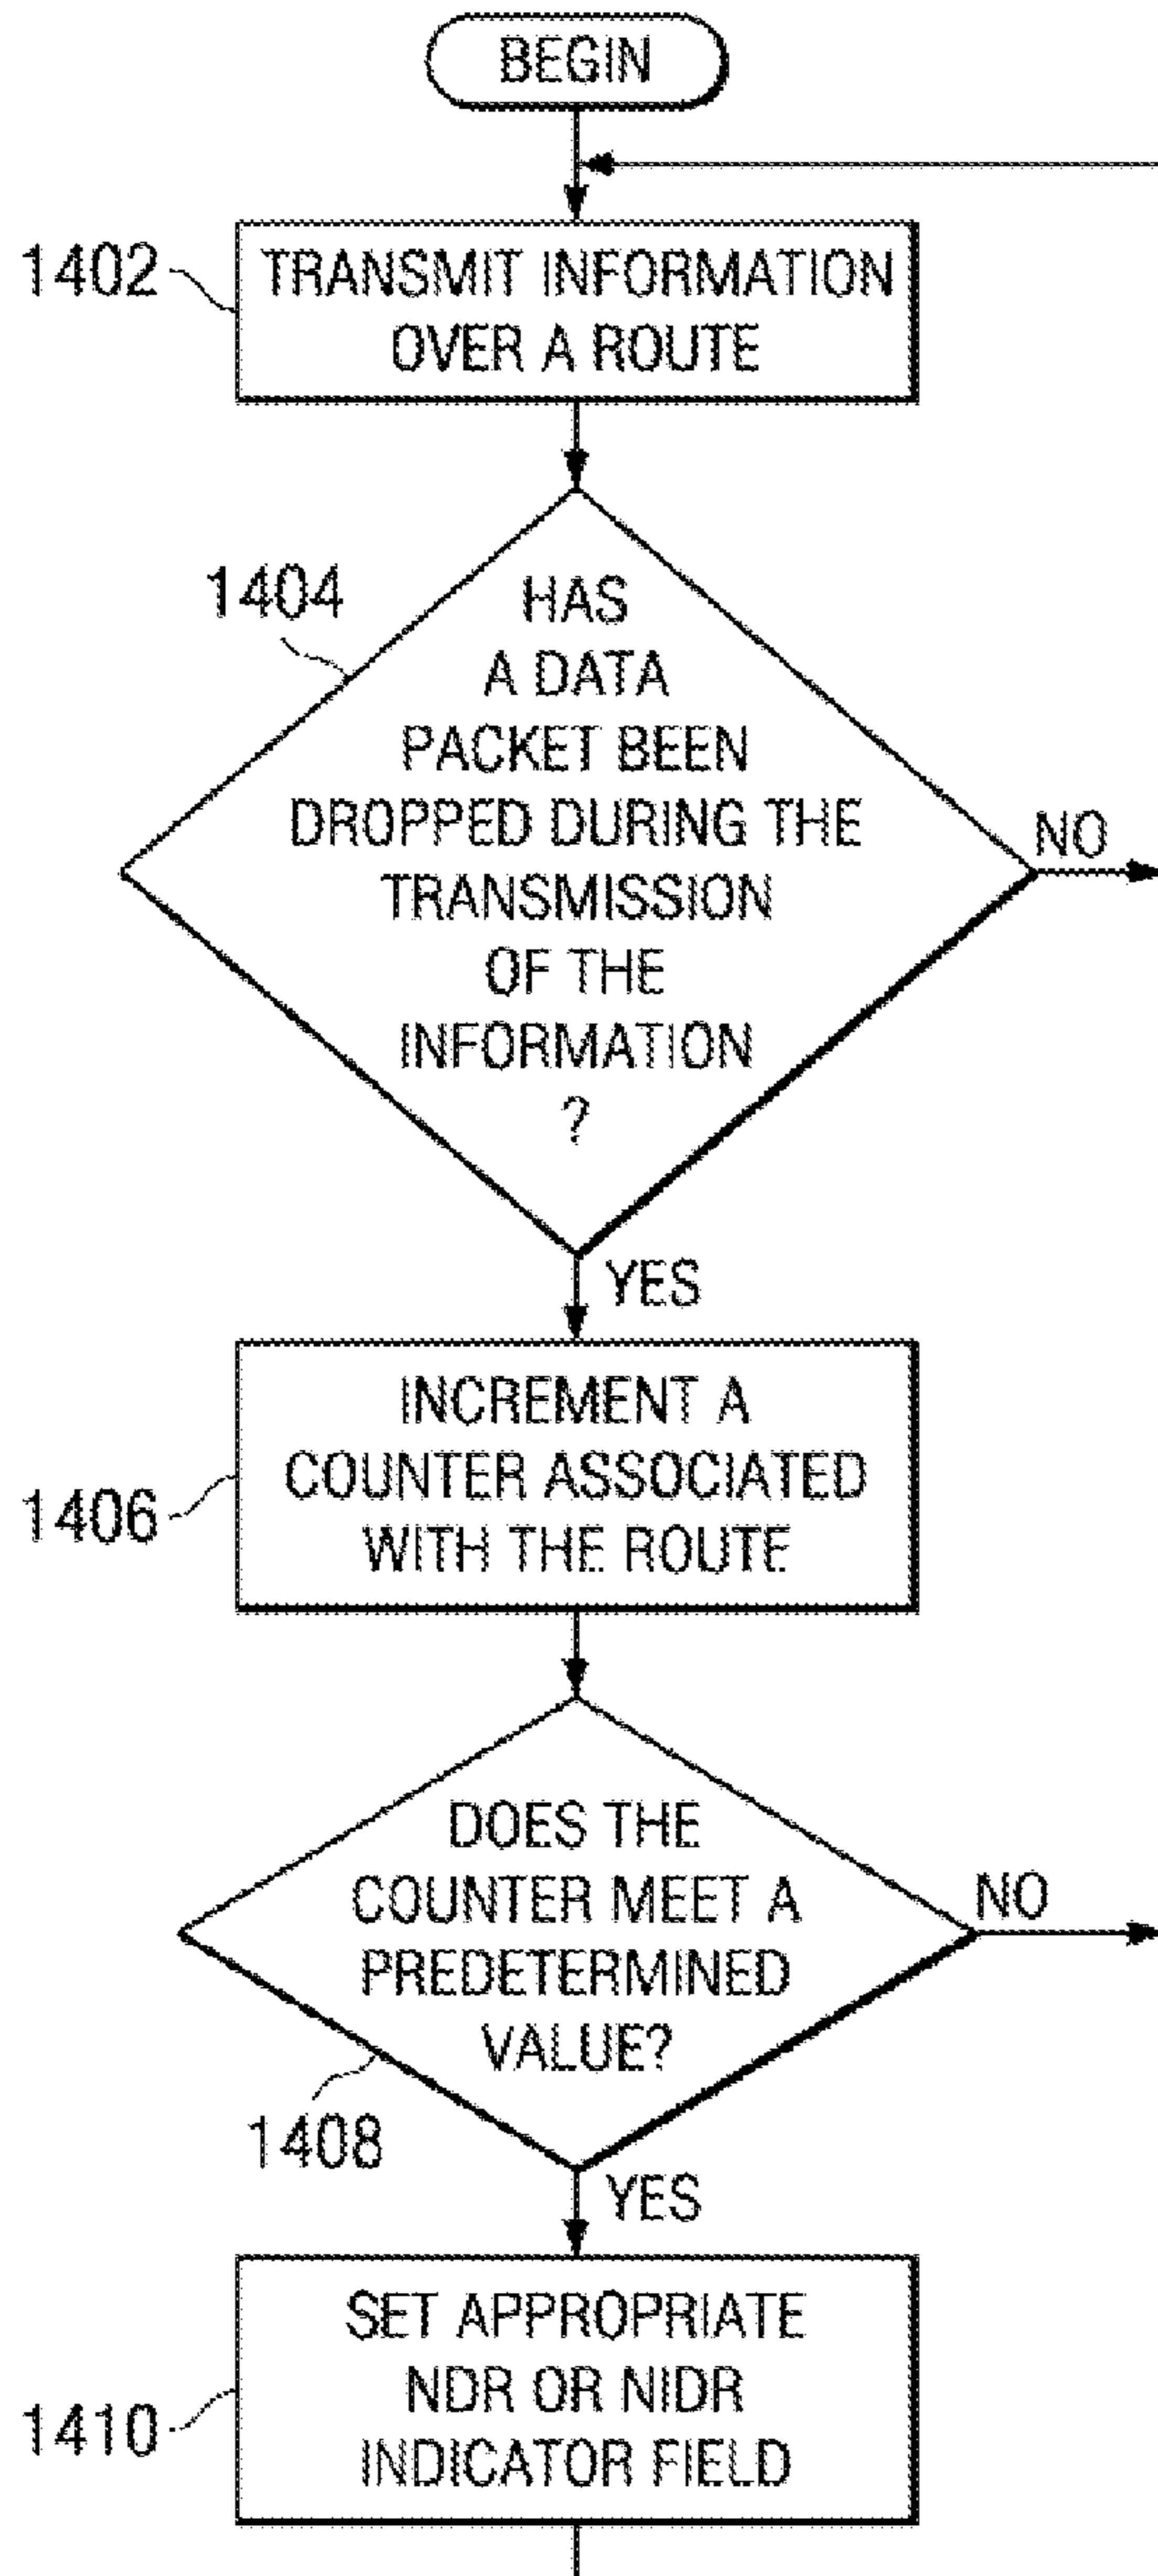 BEGIN
1402
TRANSMIT INFORMATION
OVER A ROUTE
1404
HAS
A DATA
PACKET BEEN
DROPPED DURING THE
TRANSMISSION
OF THE
INFORMATION
?
NO
YES
1406
INCREMENT A
COUNTER ASSOCIATED
WITH THE ROUTE
DOES THE
COUNTER MEET A
PREDETERMINED
VALUE?
NO
1408
YES
1410
SET APPROPRIATE
NDR OR NIDR
INDICATOR FIELD